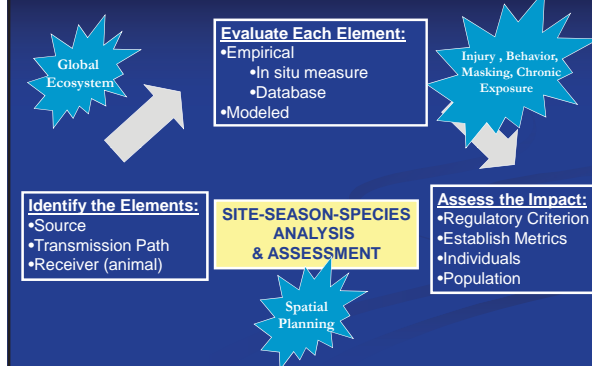 Global
Ecosystem
Evaluate Each Element:
•Empirical
•In situ measure
•Database
•Modeled
Injury , Behavior,
Masking, Chronic
Exposure
Identify the Elements:
•Source
•Transmission Path
•Receiver (animal)
SITE-SEASON-SPECIES
ANALYSIS
& ASSESSMENT
Assess the Impact:
•Regulatory Criterion
•Establish Metrics
•Individuals
•Population
Spatial
Planning